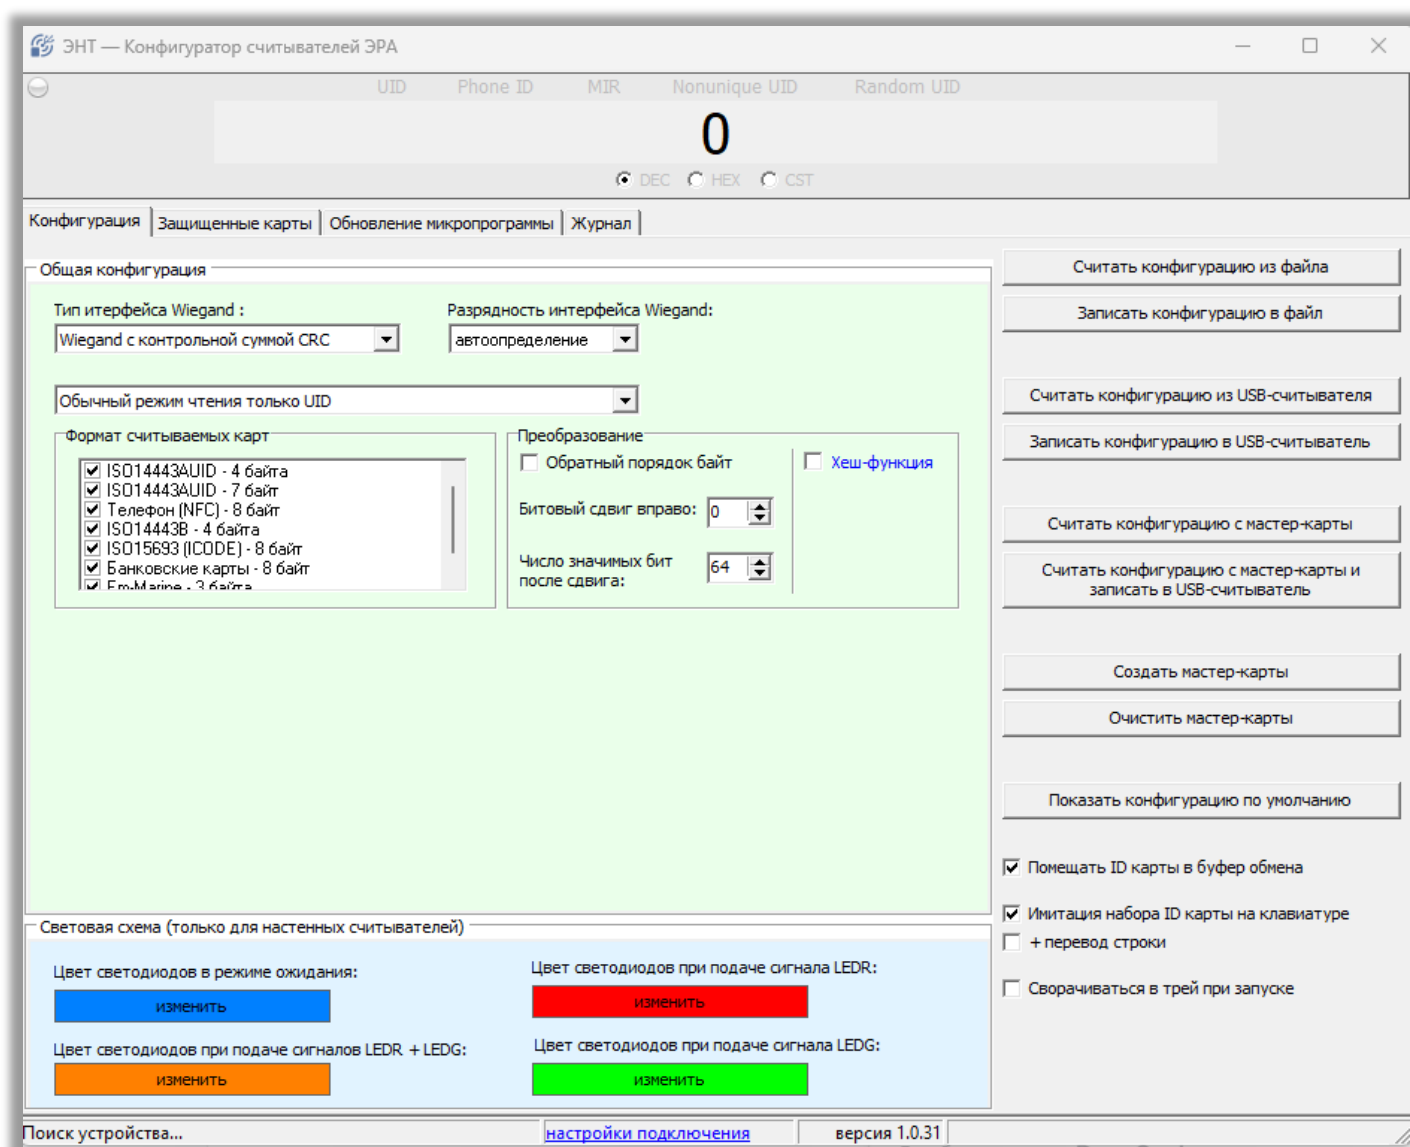 ЭНТ — Конфигуратор считывателей ЭРА
UID Phone ID MIR Nonunique UID Random UID
0
DEC HEX CST
Конфигурация Защищенные карты Обновление микропрограммы Журнал
Общая конфигурация
Тип итерфейса Wiegand : Разрядность интерфейса Wiegand:
Wiegand с контрольной суммой CRC автоопределение
Обычный режим чтения только UID
Формат считываемых карт
ISO14443AUID - 4 байта
ISO14443AUID - 7 байт
Телефон (NFC) - 8 байт
ISO14443B - 4 байта
ISO15693 (ICODE) - 8 байт
Банковские карты - 8 байт
Em-Marine - 3 байта
Преобразование
Обратный порядок байт Хеш-функция
Битовый сдвиг вправо: 0
Число значимых бит
после сдвига: 64
Считать конфигурацию из файла
Записать конфигурацию в файл
Считать конфигурацию из USB-считывателя
Записать конфигурацию в USB-считыватель
Считать конфигурацию с мастер-карты
Считать конфигурацию с мастер-карты и
записать в USB-считыватель
Создать мастер-карты
Очистить мастер-карты
Показать конфигурацию по умолчанию
Помещать ID карты в буфер обмена
Имитация набора ID карты на клавиатуре
+ перевод строки
Сворачиваться в трей при запуске
Световая схема (только для настенных считывателей)
Цвет светодиодов в режиме ожидания: Цвет светодиодов при подаче сигнала LEDR:
изменить изменить
Цвет светодиодов при подаче сигналов LEDR + LEDG: Цвет светодиодов при подаче сигнала LEDG:
изменить изменить
Поиск устройства... настройки подключения версия 1.0.31